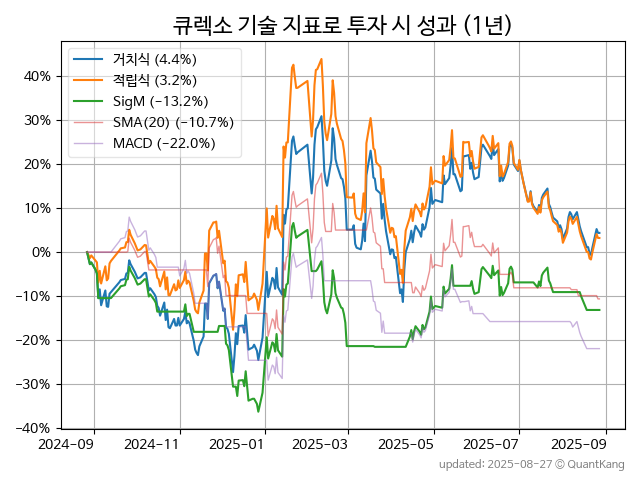 큐렉소 기술 지표로 투자 시 성과 (1년)
거치식 (4.4%)
적립식 (3.2%)
SigM (−13.2%)
SMA(20) (−10.7%)
MACD (−22.0%)
40%
30%
20%
10%
0%
−10%
−20%
−30%
−40%
2024-09 2024-11 2025-01 2025-03 2025-05 2025-07 2025-09
updated: 2025-08-27 © QuantKang